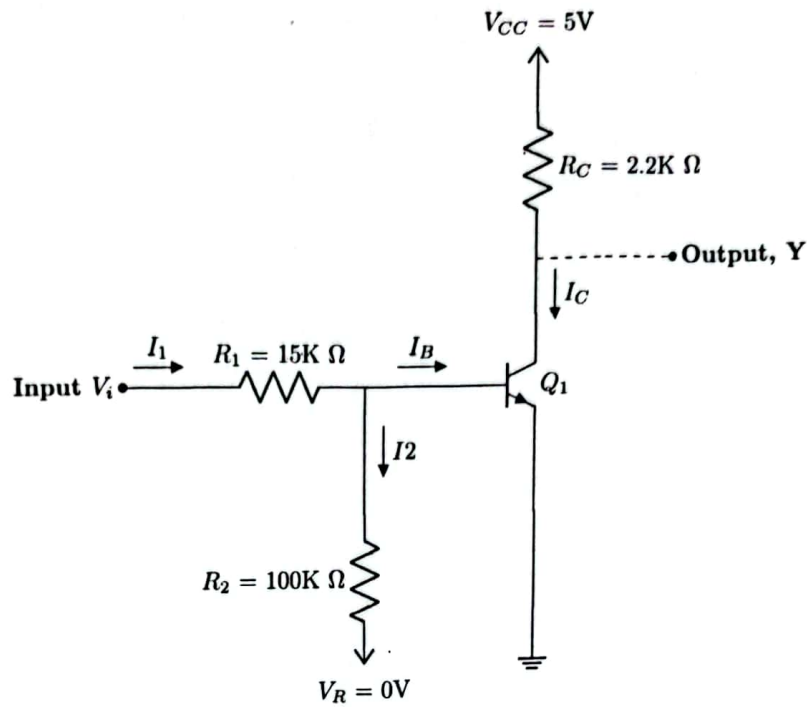 V_CC = 5V
R_C = 2.2K Ω
Output, Y
I_C
I_1
R_1 = 15K Ω
I_B
Input V_i
Q_1
I2
R_2 = 100K Ω
V_R = 0V